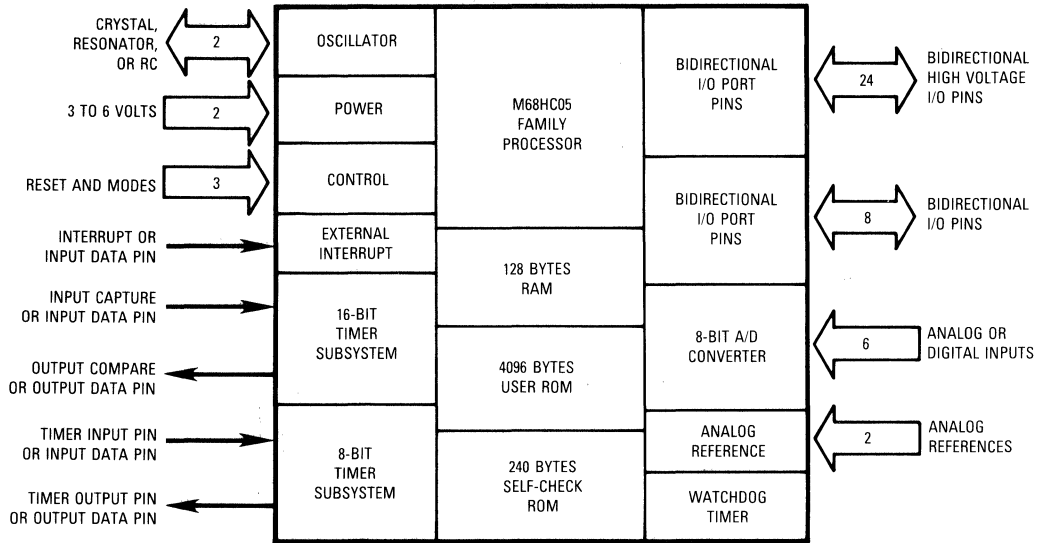 CRYSTAL,
RESONATOR,
OR RC
2
3 TO 6 VOLTS
2
RESET AND MODES
3
INTERRUPT OR
INPUT DATA PIN
INPUT CAPTURE
OR INPUT DATA PIN
OUTPUT COMPARE
OR OUTPUT DATA PIN
TIMER INPUT PIN
OR INPUT DATA PIN
TIMER OUTPUT PIN
OR OUTPUT DATA PIN
OSCILLATOR
POWER
CONTROL
EXTERNAL
INTERRUPT
16-BIT
TIMER
SUBSYSTEM
8-BIT
TIMER
SUBSYSTEM
M68HC05
FAMILY
PROCESSOR
128 BYTES
RAM
4096 BYTES
USER ROM
240 BYTES
SELF-CHECK
ROM
BIDIRECTIONAL
I/O PORT
PINS
BIDIRECTIONAL
I/O PORT
PINS
8-BIT A/D
CONVERTER
ANALOG
REFERENCE
WATCHDOG
TIMER
24
BIDIRECTIONAL
HIGH VOLTAGE
I/O PINS
8
BIDIRECTIONAL
I/O PINS
6
ANALOG OR
DIGITAL INPUTS
2
ANALOG
REFERENCES